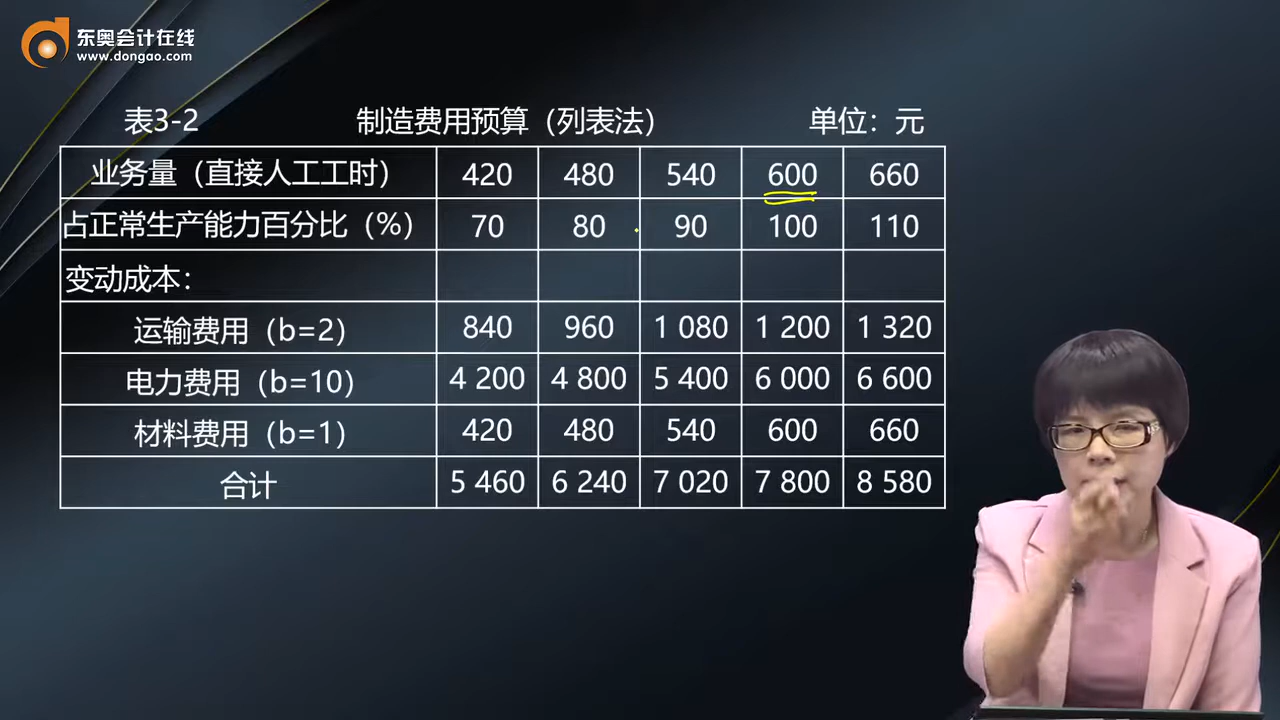 东奥会计在线
www.dongao.com
表3-2 制造费用预算（列表法） 单位：元
业务量（直接人工工时） 420 480 540 600 660
占正常生产能力百分比（%） 70 80 90 100 110
变动成本：
运输费用（b=2） 840 960 1 080 1 200 1 320
电力费用（b=10） 4 200 4 800 5 400 6 000 6 600
材料费用（b=1） 420 480 540 600 660
合计 5 460 6 240 7 020 7 800 8 580